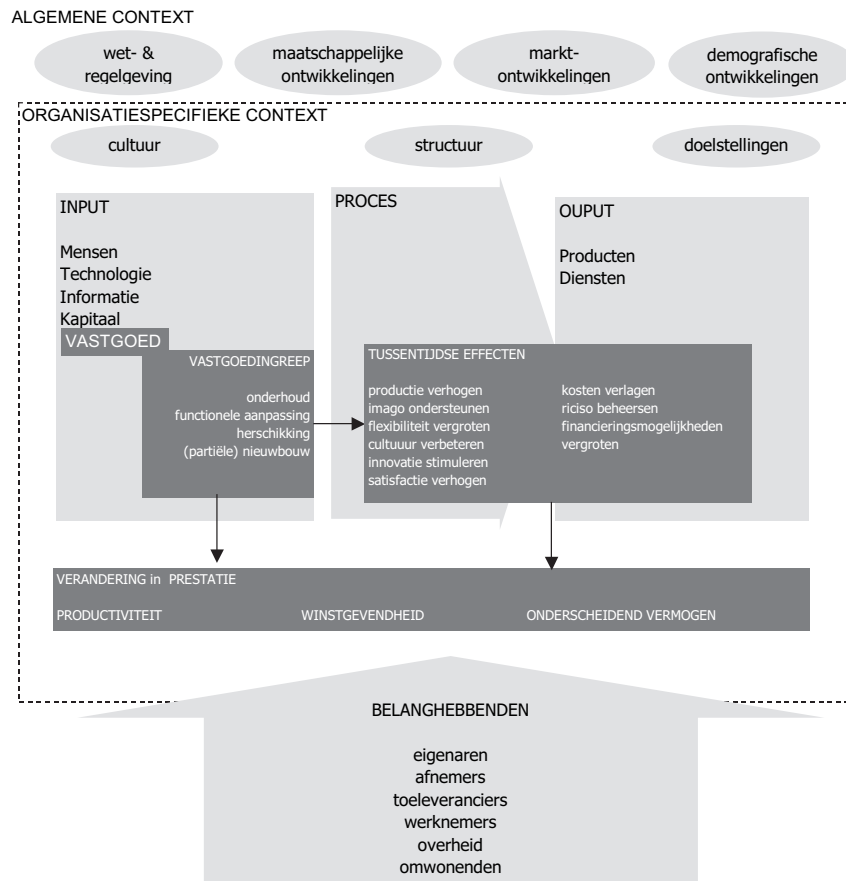 ALGEMENE CONTEXT
wet- &
regelgeving
maatschappelijke
ontwikkelingen
markt-
ontwikkelingen
demografische
ontwikkelingen
ORGANISATIESPECIFIEKE CONTEXT
cultuur
structuur
doelstellingen
INPUT
Mensen
Technologie
Informatie
Kapitaal
VASTGOED
PROCES
OUPUT
Producten
Diensten
VASTGOEDINGREEP
onderhoud
functionele aanpassing
herschikking
(partiële) nieuwbouw
TUSSENTIJDSE EFFECTEN
productie verhogen
imago ondersteunen
flexibiliteit vergroten
cultuuur verbeteren
innovatie stimuleren
satisfactie verhogen
kosten verlagen
riciso beheersen
financieringsmogelijkheden
vergroten
VERANDERING in PRESTATIE
PRODUCTIVITEIT
WINSTGEVENDHEID
ONDERSCHEIDEND VERMOGEN
BELANGHEBBENDEN
eigenaren
afnemers
toeleveranciers
werknemers
overheid
omwonenden